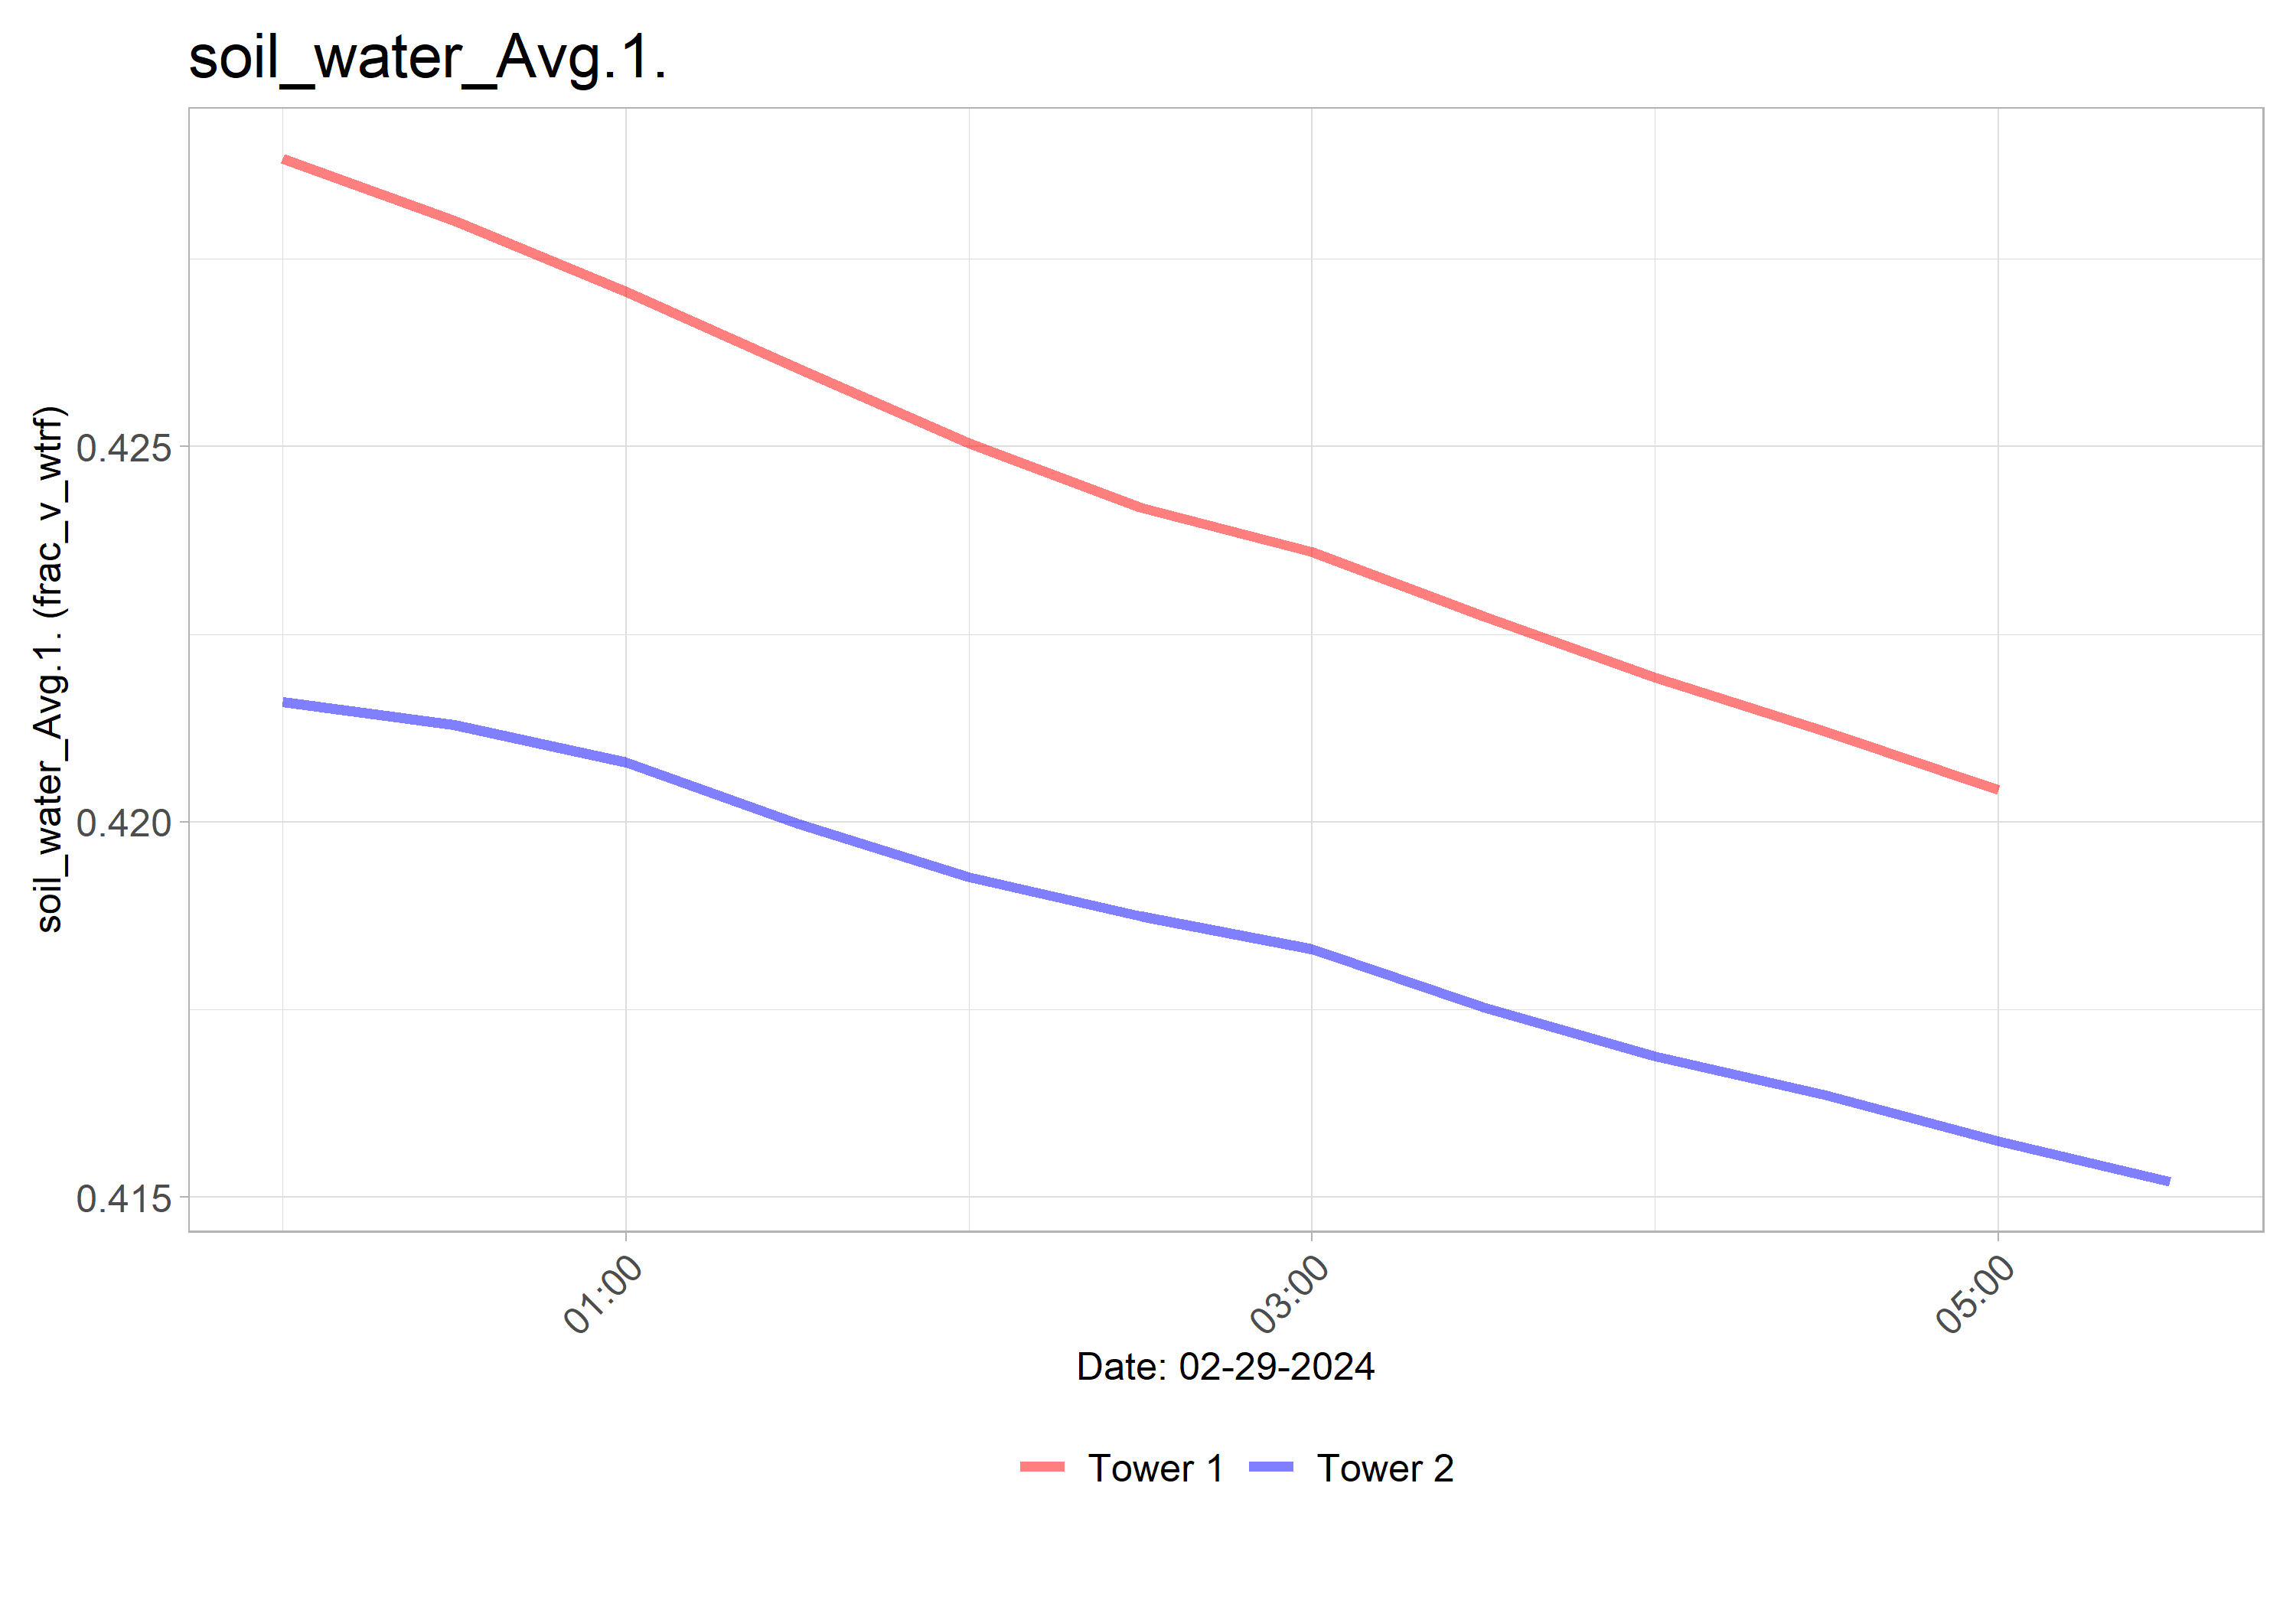 soil_water_Avg.1.
soil_water_Avg.1. (frac_v_wtrf)
0.425
0.420
0.415
01:00
03:00
05:00
Date: 02-29-2024
Tower 1
Tower 2